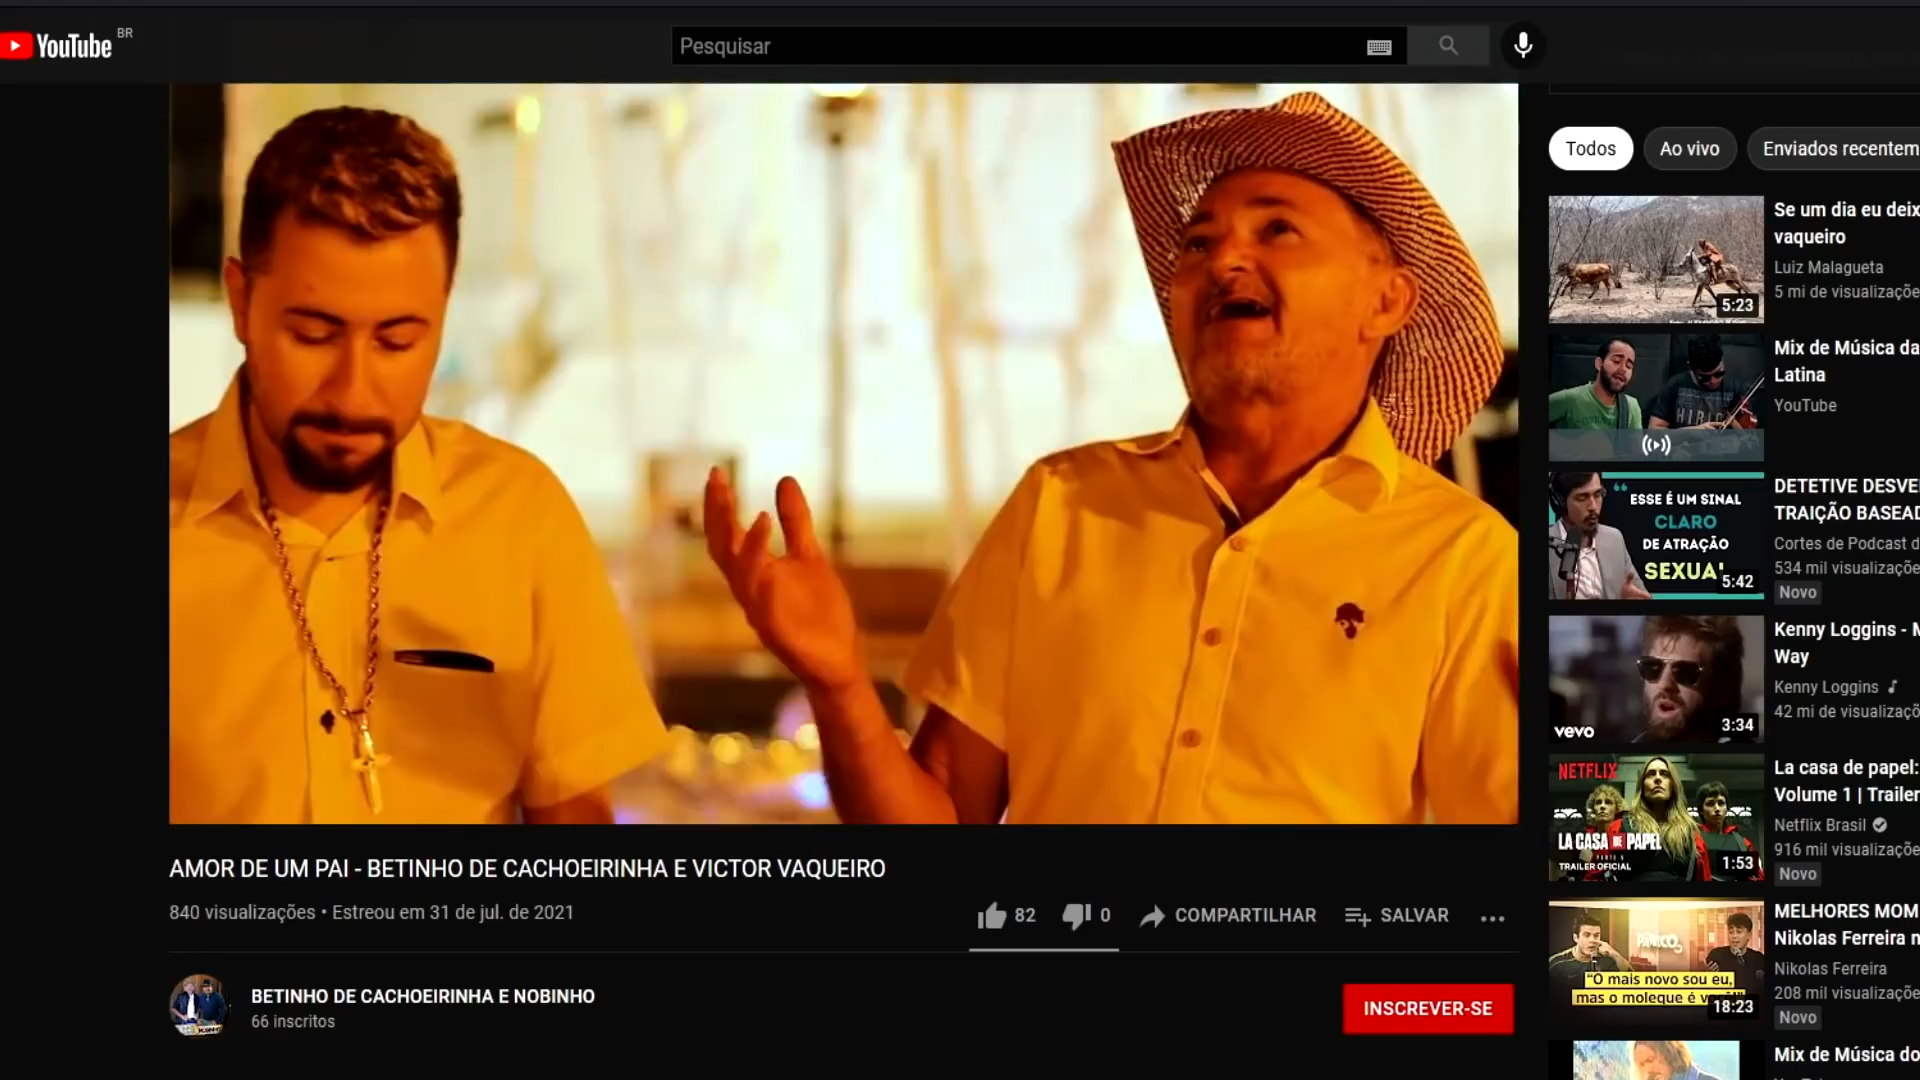 YouTube BR
Pesquisar
AMOR DE UM PAI - BETINHO DE CACHOEIRINHA E VICTOR VAQUEIRO
840 visualizações • Estreou em 31 de jul. de 2021
82
0
COMPARTILHAR
SALVAR
BETINHO DE CACHOEIRINHA E NOBINHO
66 inscritos
INSCREVER-SE
Todos
Ao vivo
Enviados recentem
5:23
Se um dia eu deix
vaqueiro
Luiz Malagueta
5 mi de visualizaçõe
Mix de Música da
Latina
YouTube
“ESSE É UM SINAL
CLARO
DE ATRAÇÃO
SEXUAL
5:42
DETETIVE DESVE
TRAIÇÃO BASEAD
Cortes de Podcast d
534 mil visualizaçõe
Novo
vevo
3:34
Kenny Loggins - M
Way
Kenny Loggins
42 mi de visualizaçõ
NETFLIX
LA CASA DE PAPEL
PARTE 5
TRAILER OFICIAL
1:53
La casa de papel:
Volume 1 | Trailer
Netflix Brasil
916 mil visualizaçõe
Novo
PANICO
“O mais novo sou eu,
mas o moleque é
18:23
MELHORES MOM
Nikolas Ferreira n
Nikolas Ferreira
208 mil visualizaçõe
Novo
Mix de Música do